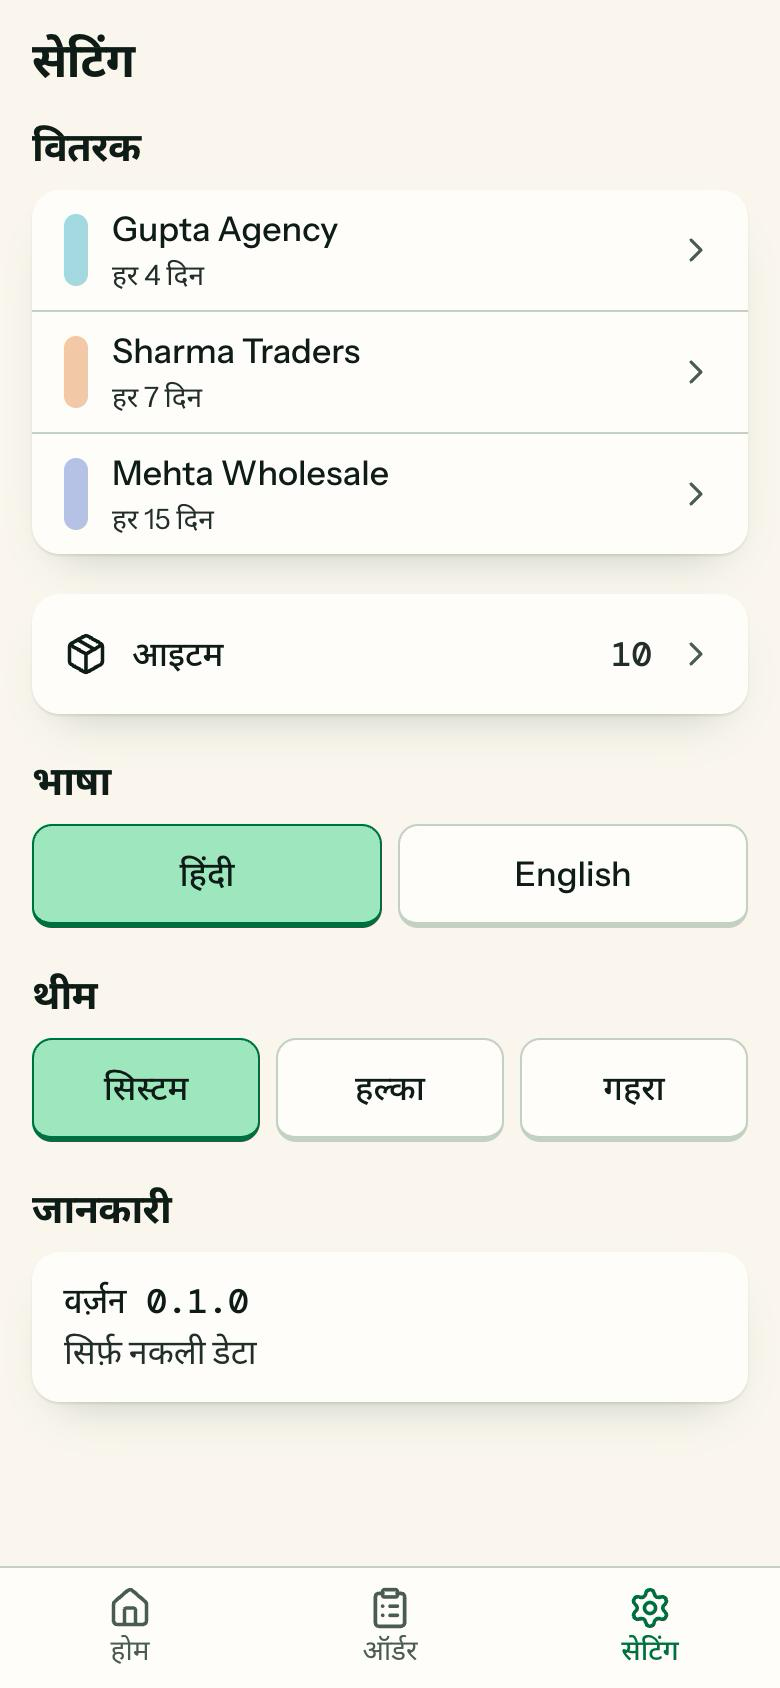 सेटिंग
वितरक
Gupta Agency
हर 4 दिन
Sharma Traders
हर 7 दिन
Mehta Wholesale
हर 15 दिन
आइटम 10
भाषा
हिंदी English
थीम
सिस्टम हल्का गहरा
जानकारी
वर्ज़न 0.1.0
सिर्फ़ नकली डेटा
होम ऑर्डर सेटिंग